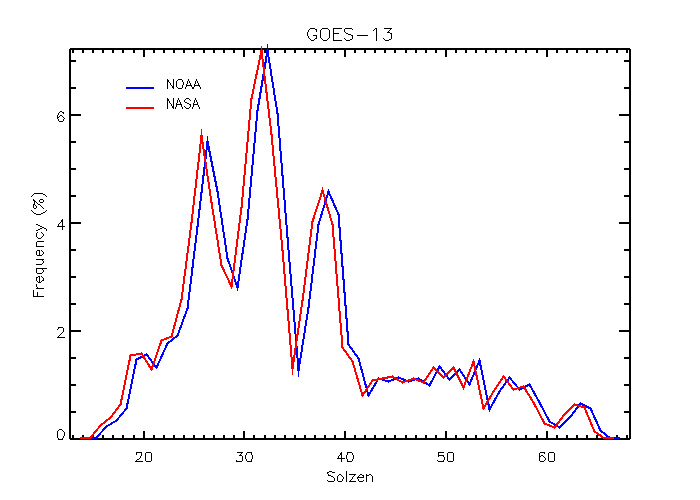 GOES-13
NOAA
NASA
6
4
2
0
Frequency (%)
20 30 40 50 60
Solzen